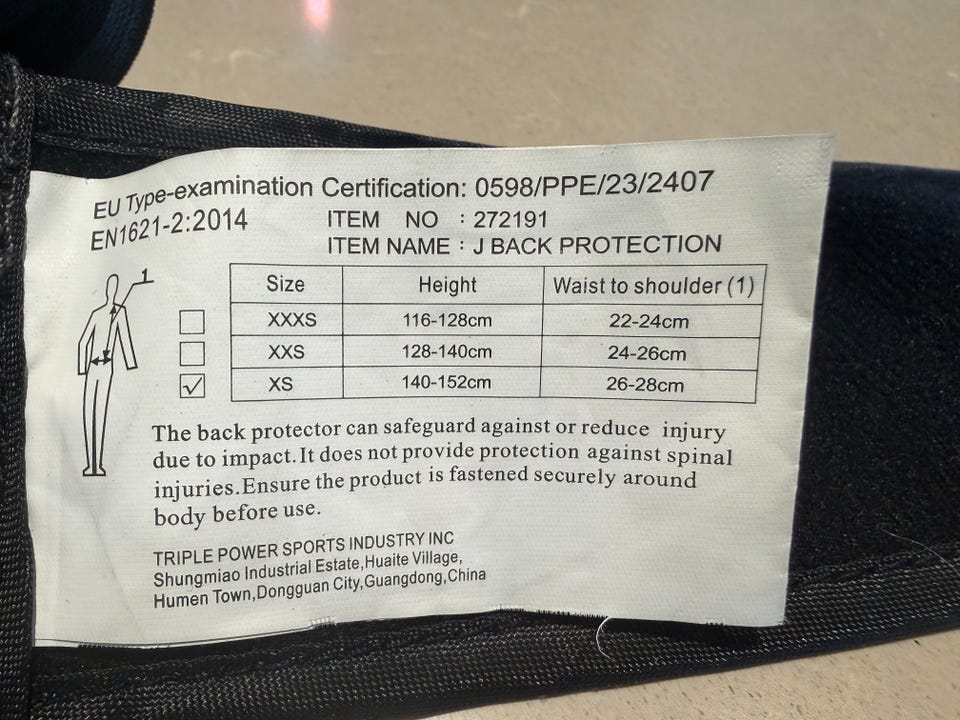 EU Type-examination Certification: 0598/PPE/23/2407
EN1621-2:2014
ITEM NO : 272191
ITEM NAME : J BACK PROTECTION
1
Size Height Waist to shoulder (1)
XXXS 116-128cm 22-24cm
XXS 128-140cm 24-26cm
XS 140-152cm 26-28cm
The back protector can safeguard against or reduce injury
due to impact.It does not provide protection against spinal
injuries.Ensure the product is fastened securely around
body before use.
TRIPLE POWER SPORTS INDUSTRY INC
Shungmiao Industrial Estate,Huaite Village,
Humen Town,Dongguan City,Guangdong,China